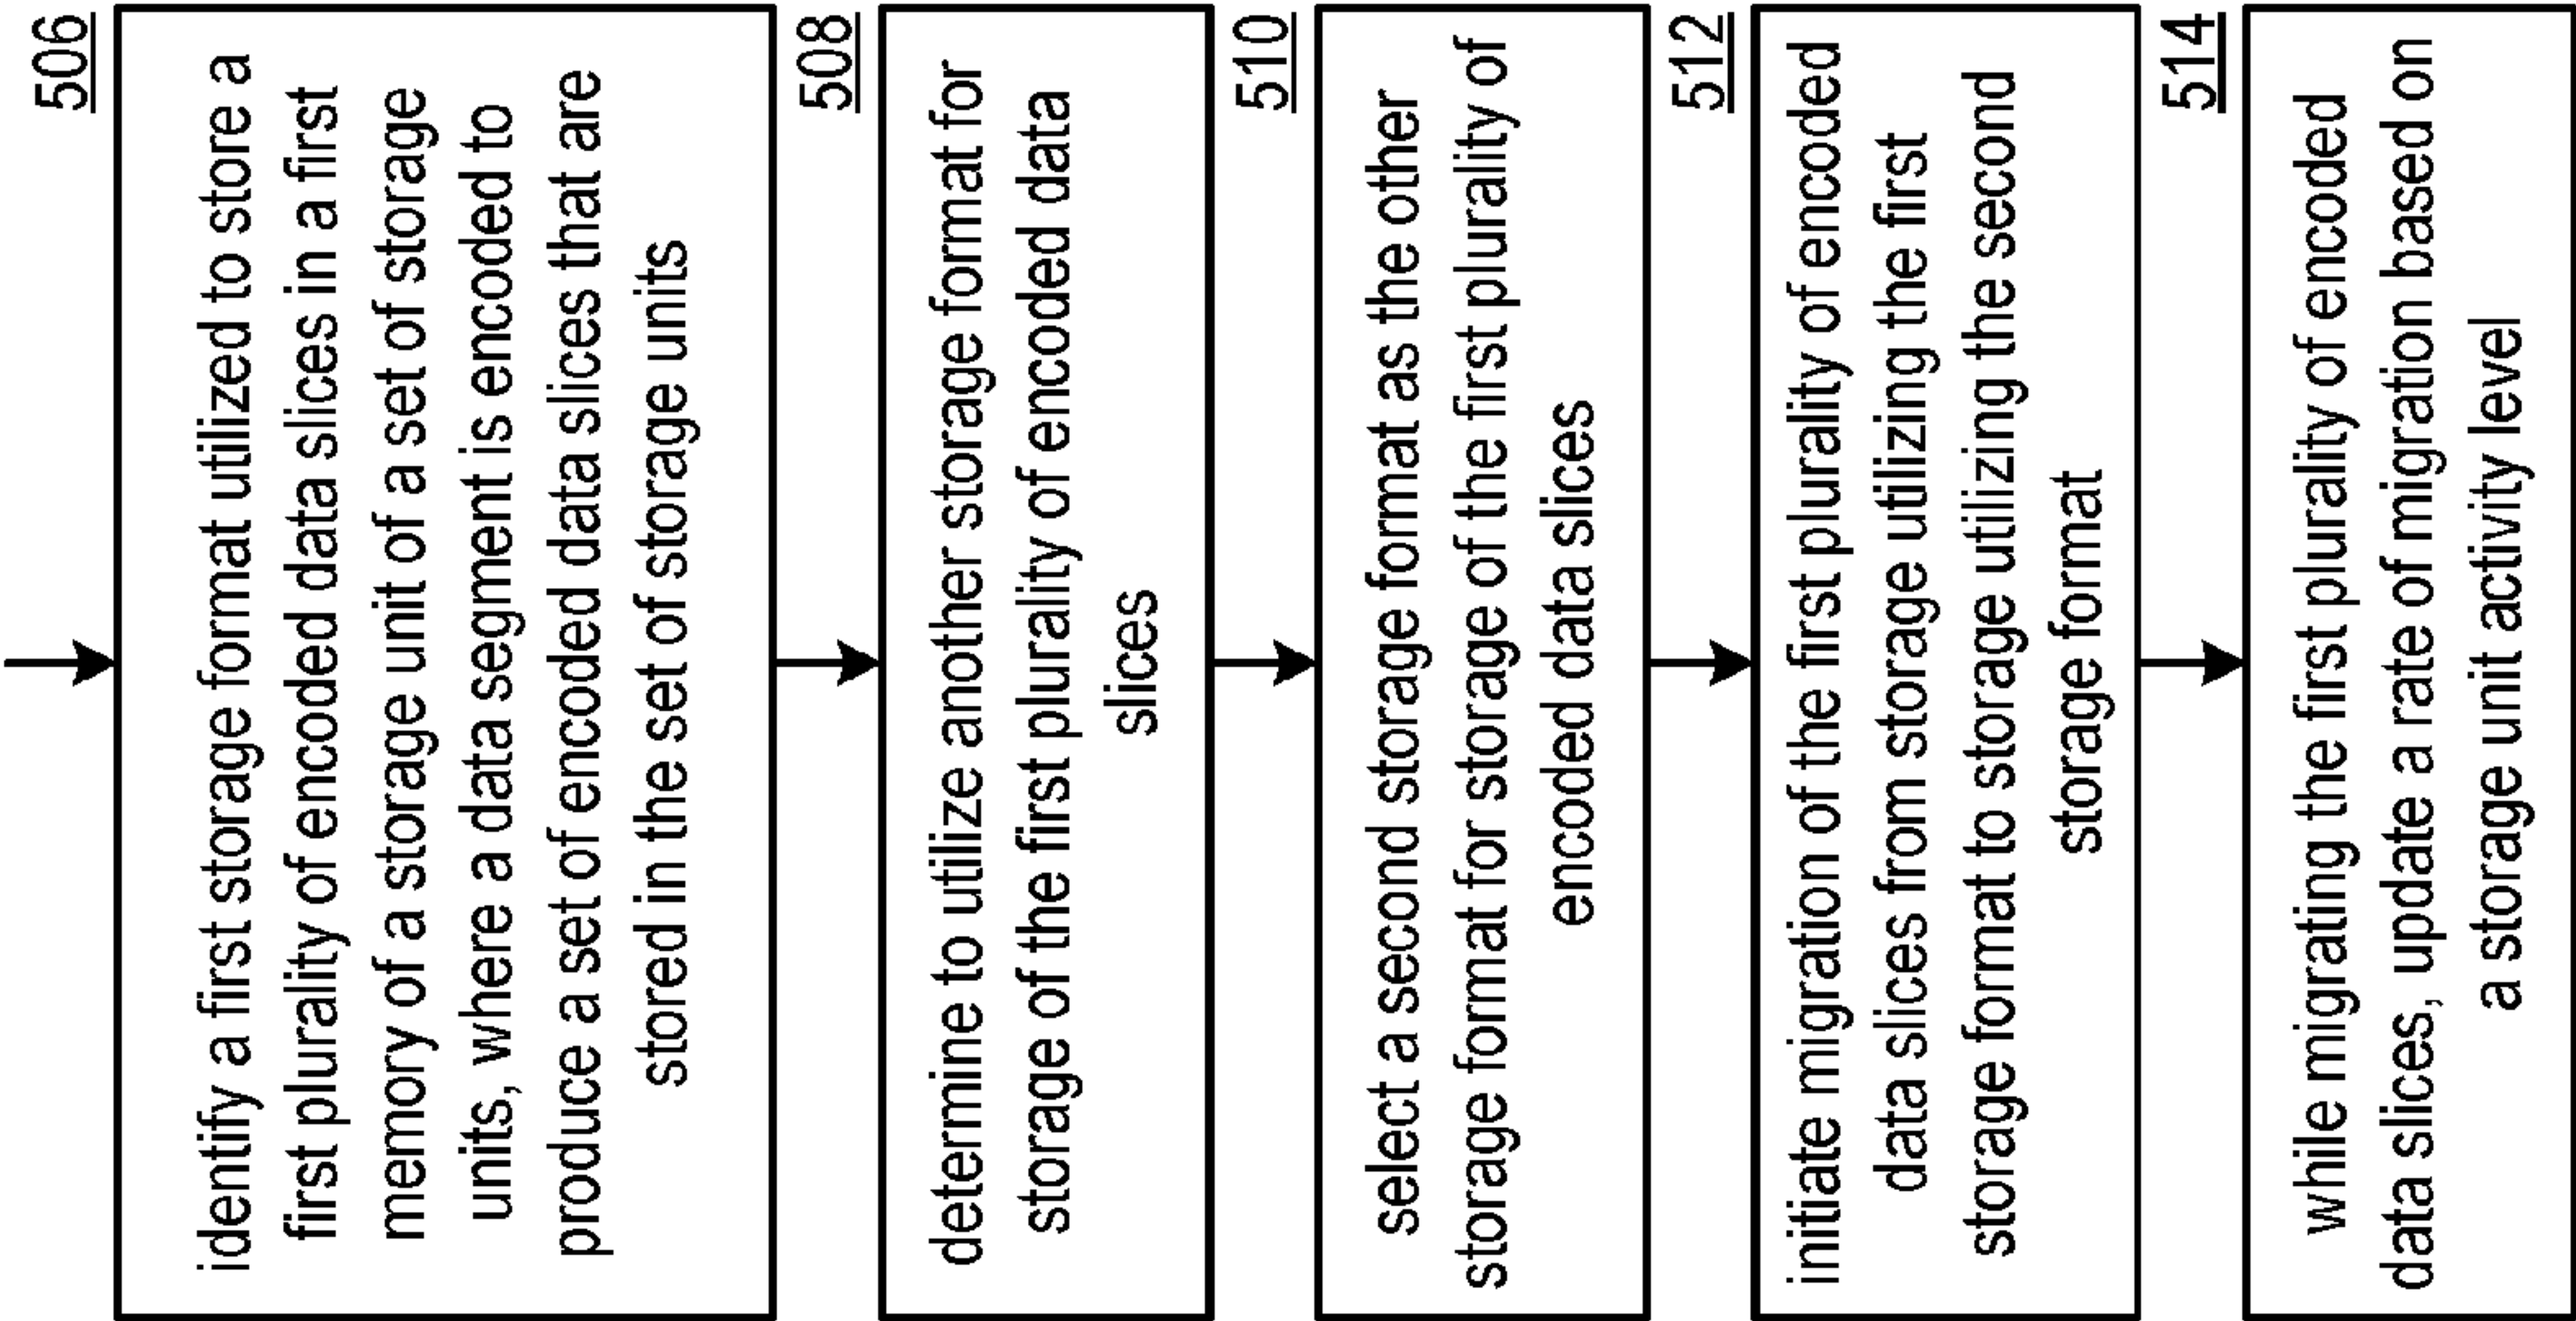 506
identify a first storage format utilized to store a
first plurality of encoded data slices in a first
memory of a storage unit of a set of storage
units, where a data segment is encoded to
produce a set of encoded data slices that are
stored in the set of storage units
508
determine to utilize another storage format for
storage of the first plurality of encoded data
slices
510
select a second storage format as the other
storage format for storage of the first plurality of
encoded data slices
512
initiate migration of the first plurality of encoded
data slices from storage utilizing the first
storage format to storage utilizing the second
storage format
514
while migrating the first plurality of encoded
data slices, update a rate of migration based on
a storage unit activity level